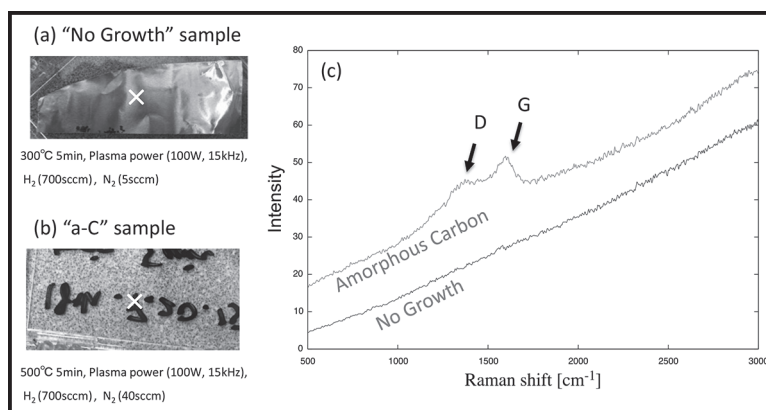 (a) “No Growth” sample
300℃ 5min, Plasma power (100W, 15kHz),
H₂ (700sccm) , N₂ (5sccm)
(b) “a-C” sample
500℃ 5min, Plasma power (100W, 15kHz),
H₂ (700sccm) , N₂ (40sccm)
(c)
D
G
Amorphous Carbon
No Growth
Intensity
80
70
60
50
40
30
20
10
0
500 1000 1500 2000 2500 3000
Raman shift [cm⁻¹]